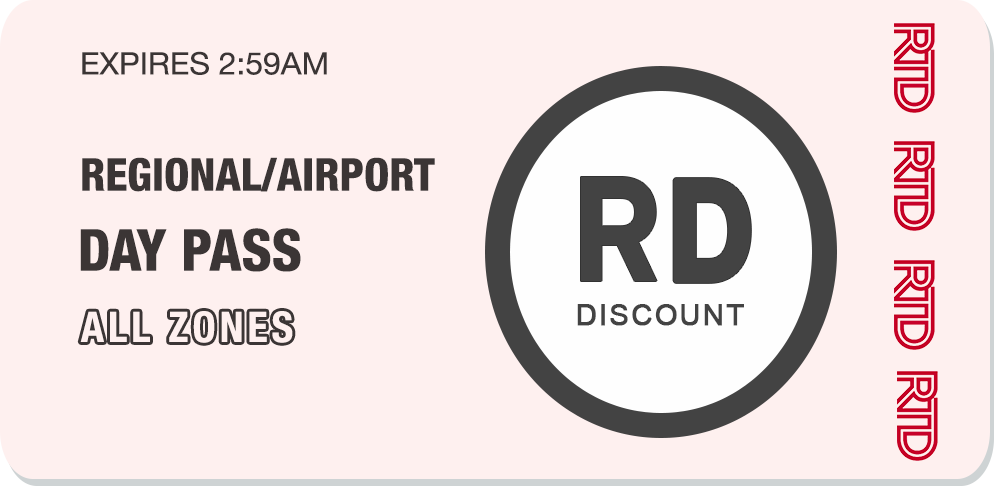 EXPIRES 2:59AM
REGIONAL/AIRPORT
DAY PASS
ALL ZONES
RD
DISCOUNT
RTD
RTD
RTD
RTD